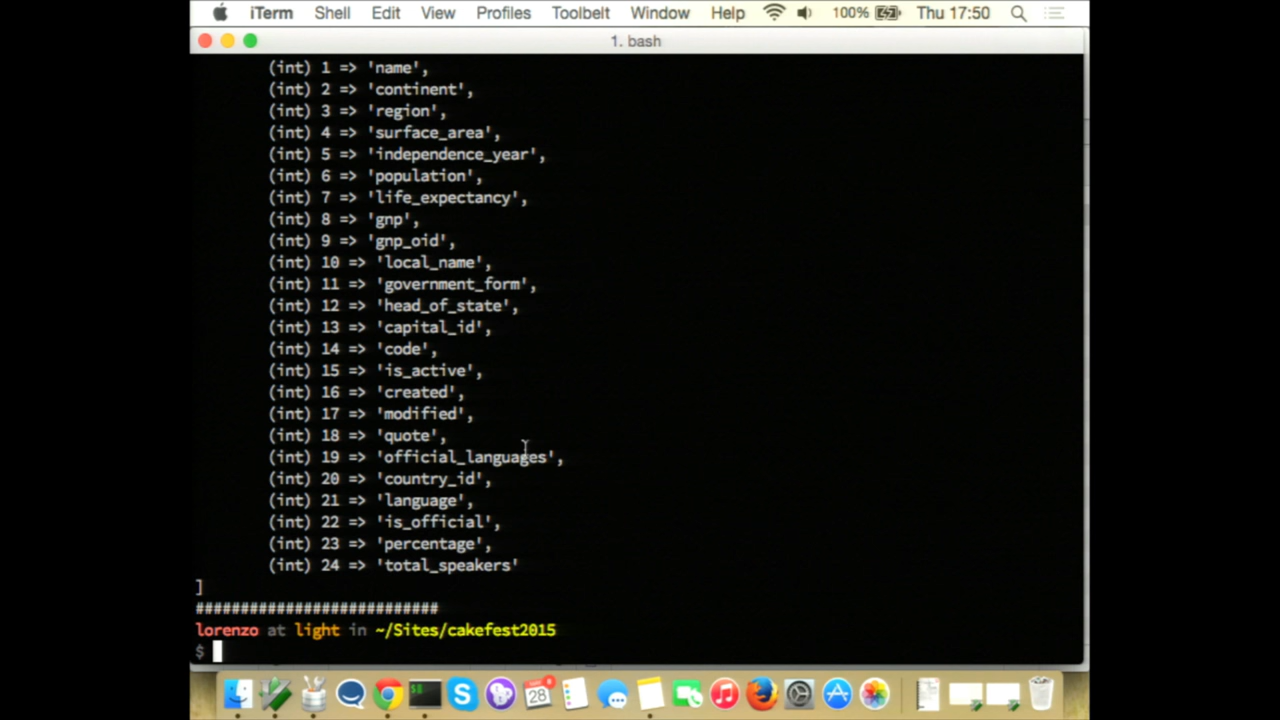 iTerm Shell Edit View Profiles Toolbelt Window Help 100% Thu 17:50
1. bash
(int) 1 => 'name',
(int) 2 => 'continent',
(int) 3 => 'region',
(int) 4 => 'surface_area',
(int) 5 => 'independence_year',
(int) 6 => 'population',
(int) 7 => 'life_expectancy',
(int) 8 => 'gnp',
(int) 9 => 'gnp_oid',
(int) 10 => 'local_name',
(int) 11 => 'government_form',
(int) 12 => 'head_of_state',
(int) 13 => 'capital_id',
(int) 14 => 'code',
(int) 15 => 'is_active',
(int) 16 => 'created',
(int) 17 => 'modified',
(int) 18 => 'quote',
(int) 19 => 'official_languages',
(int) 20 => 'country_id',
(int) 21 => 'language',
(int) 22 => 'is_official',
(int) 23 => 'percentage',
(int) 24 => 'total_speakers'
]
###########################
lorenzo at light in ~/Sites/cakefest2015
$
28